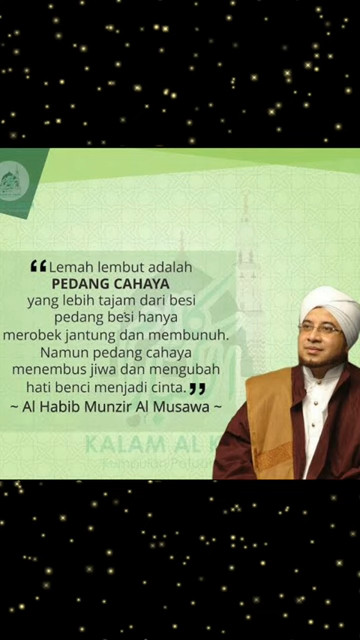 “Lemah lembut adalah
PEDANG CAHAYA
yang lebih tajam dari besi
pedang besi hanya
merobek jantung dan membunuh.
Namun pedang cahaya
menembus jiwa dan mengubah
hati benci menjadi cinta.”
~ Al Habib Munzir Al Musawa ~
KALAM AL K